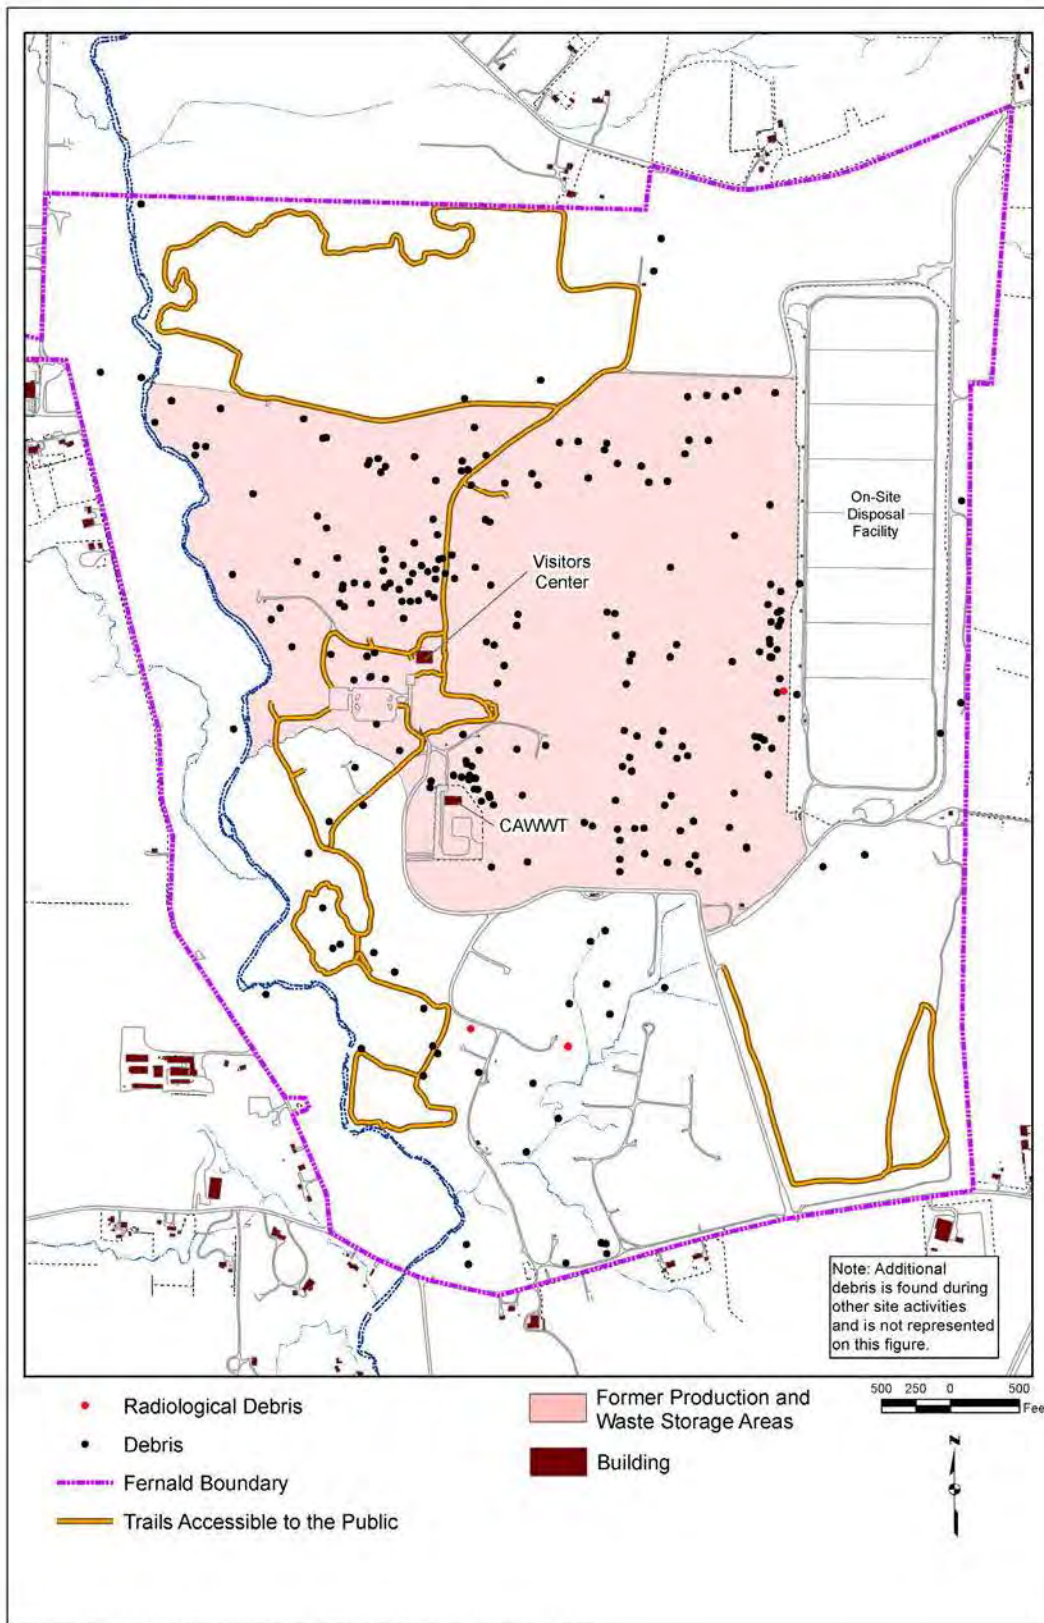 On-Site
Disposal
Facility
Visitors
Center
CAWWT
Note: Additional
debris is found during
other site activities
and is not represented
on this figure.
500 250 0 500
Fee
Radiological Debris
Debris
Fernald Boundary
Trails Accessible to the Public
Former Production and
Waste Storage Areas
Building
N